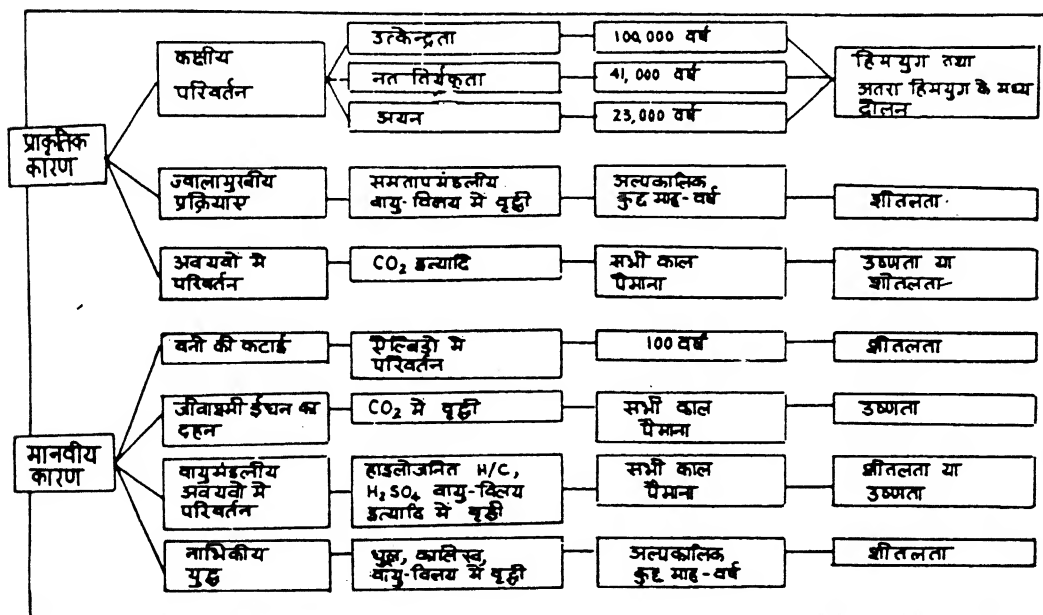 प्राकृतिक
कारण
कक्षीय
परिवर्तन
उत्केन्द्रता
100,000 वर्ष
नत तिर्यकृता
41,000 वर्ष
अयन
23,000 वर्ष
हिमयुग तथा
अतरा हिमयुग के मध्य
दोलन
ज्वालामुखीय
प्रक्रियाएं
समतापमंडलीय
वायु-विलय में वृद्धी
अल्पकालिक
कुछ माह-वर्ष
शीतलता
अवयवों में
परिवर्तन
CO2 इत्यादि
सभी काल
पैमाना
उष्णता या
शीतलता
मानवीय
कारण
वनो की कटाई
ऐल्बिडो में
परिवर्तन
100 वर्ष
शीतलता
जीवाश्मी ईंधन का
दहन
CO2 में वृद्धी
सभी काल
पैमाना
उष्णता
वायुमंडलीय
अवयवो में
परिवर्तन
हाइलोजनित H/C,
H2SO4 वायु-विलय
इत्यादि में वृद्धी
सभी काल
पैमाना
शीतलता या
उष्णता
नाभिकीय
युद्ध
धूल, कालिख,
वायु-विलय में वृद्धी
अल्पकालिक
कुछ माह-वर्ष
शीतलता